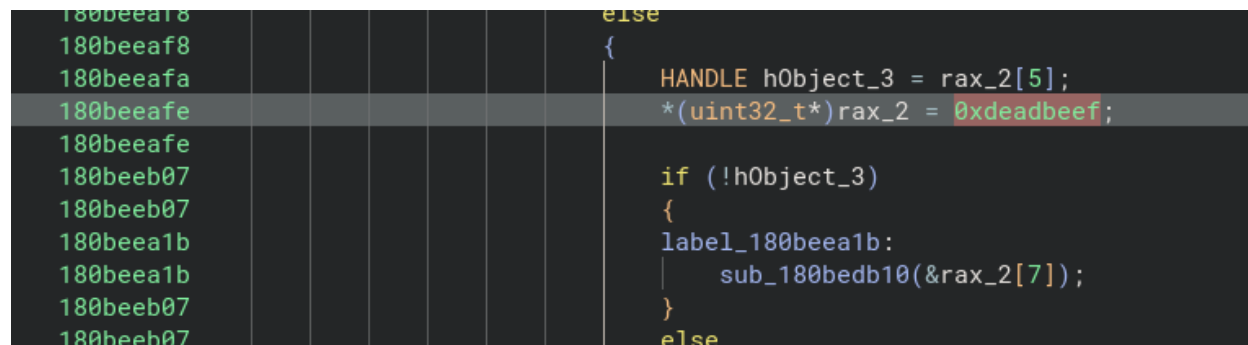 180beeaf8 else
180beeaf8 {
180beeafa HANDLE hObject_3 = rax_2[5];
180beeafe *(uint32_t*)rax_2 = 0xdeadbeef;
180beeafe
180beeb07 if (!hObject_3)
180beeb07 {
180beea1b label_180beea1b:
180beea1b sub_180bedb10(&rax_2[7]);
180beeb07 }
180beeb07 else